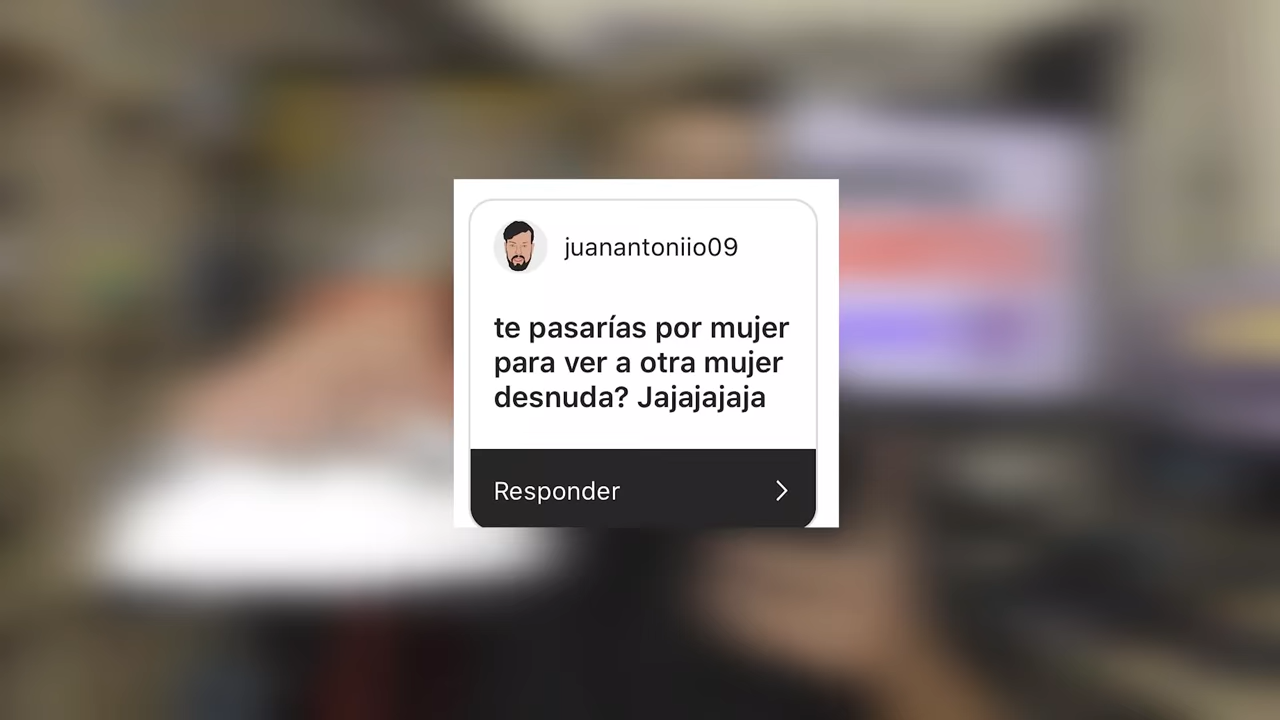 juanantoniio09
te pasarías por mujer
para ver a otra mujer
desnuda? Jajajajaja
Responder